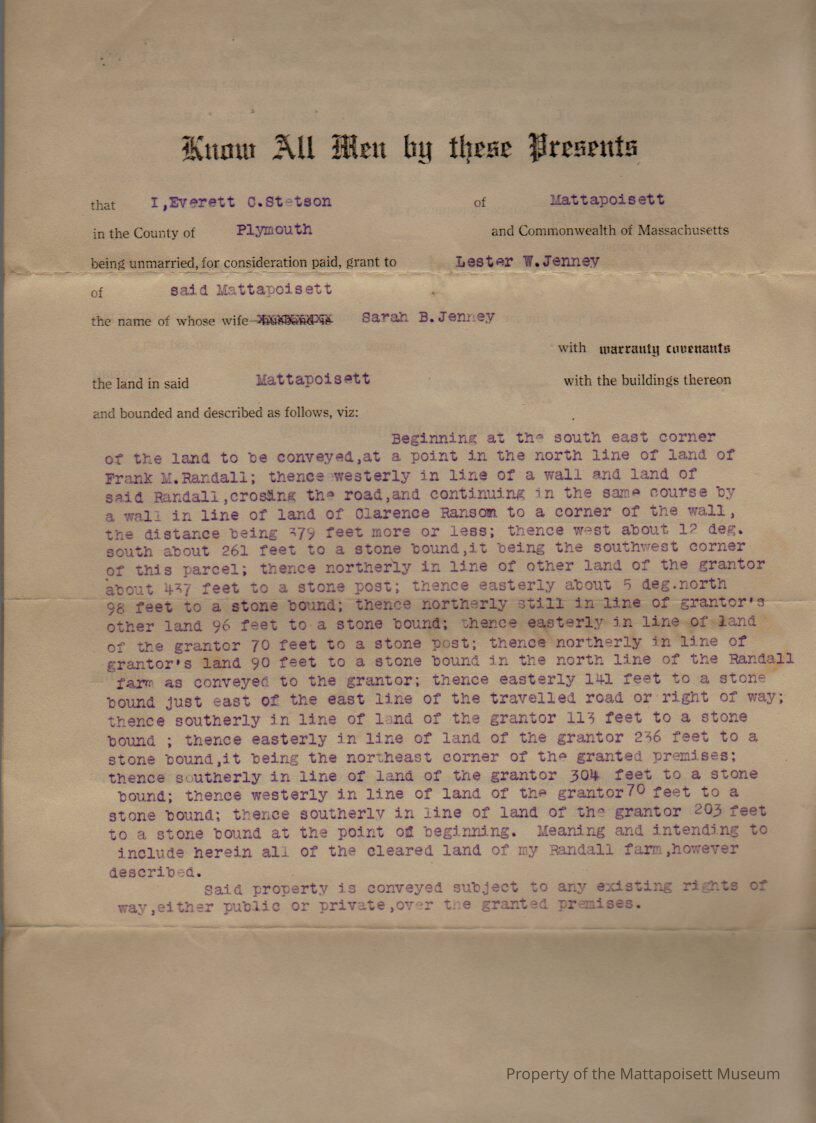 Know All Men by these Presents
that I,Everett C.Stetson of Mattapoisett
in the County of Plymouth and Commonwealth of Massachusetts
being unmarried, for consideration paid, grant to Lester W.Jenney
of said Mattapoisett
the name of whose wife husband is Sarah B.Jenney
with warranty covenants
the land in said Mattapoisett with the buildings thereon
and bounded and described as follows, viz:
Beginning at the south east corner
of the land to be conveyed,at a point in the north line of land of
Frank M.Randall; thence westerly in line of a wall and land of
said Randall,crosing the road,and continuing in the same course by
a wall in line of land of Clarence Ransom to a corner of the wall,
the distance being 379 feet more or less; thence west about 12 deg.
south about 261 feet to a stone bound,it being the southwest corner
of this parcel; thence northerly in line of other land of the grantor
about 437 feet to a stone post; thence easterly about 5 deg.north
98 feet to a stone bound; thence northerly still in line of grantor's
other land 96 feet to a stone bound; thence easterly in line of land
of the grantor 70 feet to a stone post; thence northerly in line of
grantor's land 90 feet to a stone bound in the north line of the Randall
farm as conveyed to the grantor; thence easterly 141 feet to a stone
bound just east of the east line of the travelled road or right of way;
thence southerly in line of land of the grantor 113 feet to a stone
bound ; thence easterly in line of land of the grantor 236 feet to a
stone bound,it being the northeast corner of the granted premises;
thence southerly in line of land of the grantor 304 feet to a stone
bound; thence westerly in line of land of the grantor 70 feet to a
stone bound; thence southerly in line of land of the grantor 203 feet
to a stone bound at the point of beginning. Meaning and intending to
include herein all of the cleared land of my Randall farm,however
described.
Said property is conveyed subject to any existing rights of
way,either public or private,over the granted premises.
Property of the Mattapoisett Museum